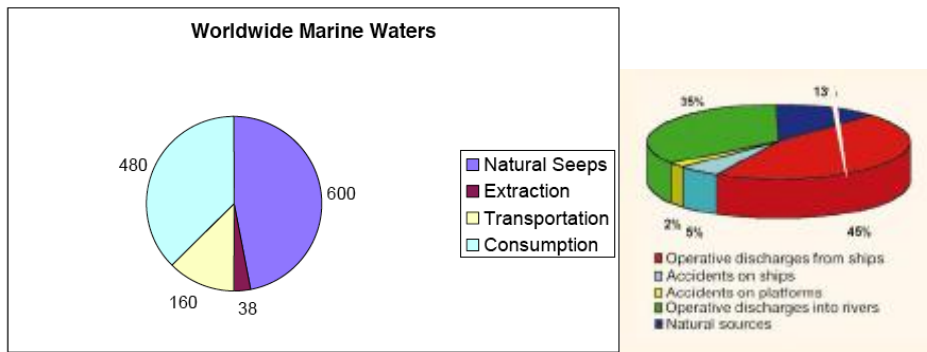 Worldwide Marine Waters
480
600
160
38
Natural Seeps
Extraction
Transportation
Consumption
35%
2%
5%
45%
Operative discharges from ships
Accidents on ships
Accidents on platforms
Operative discharges into rivers
Natural sources